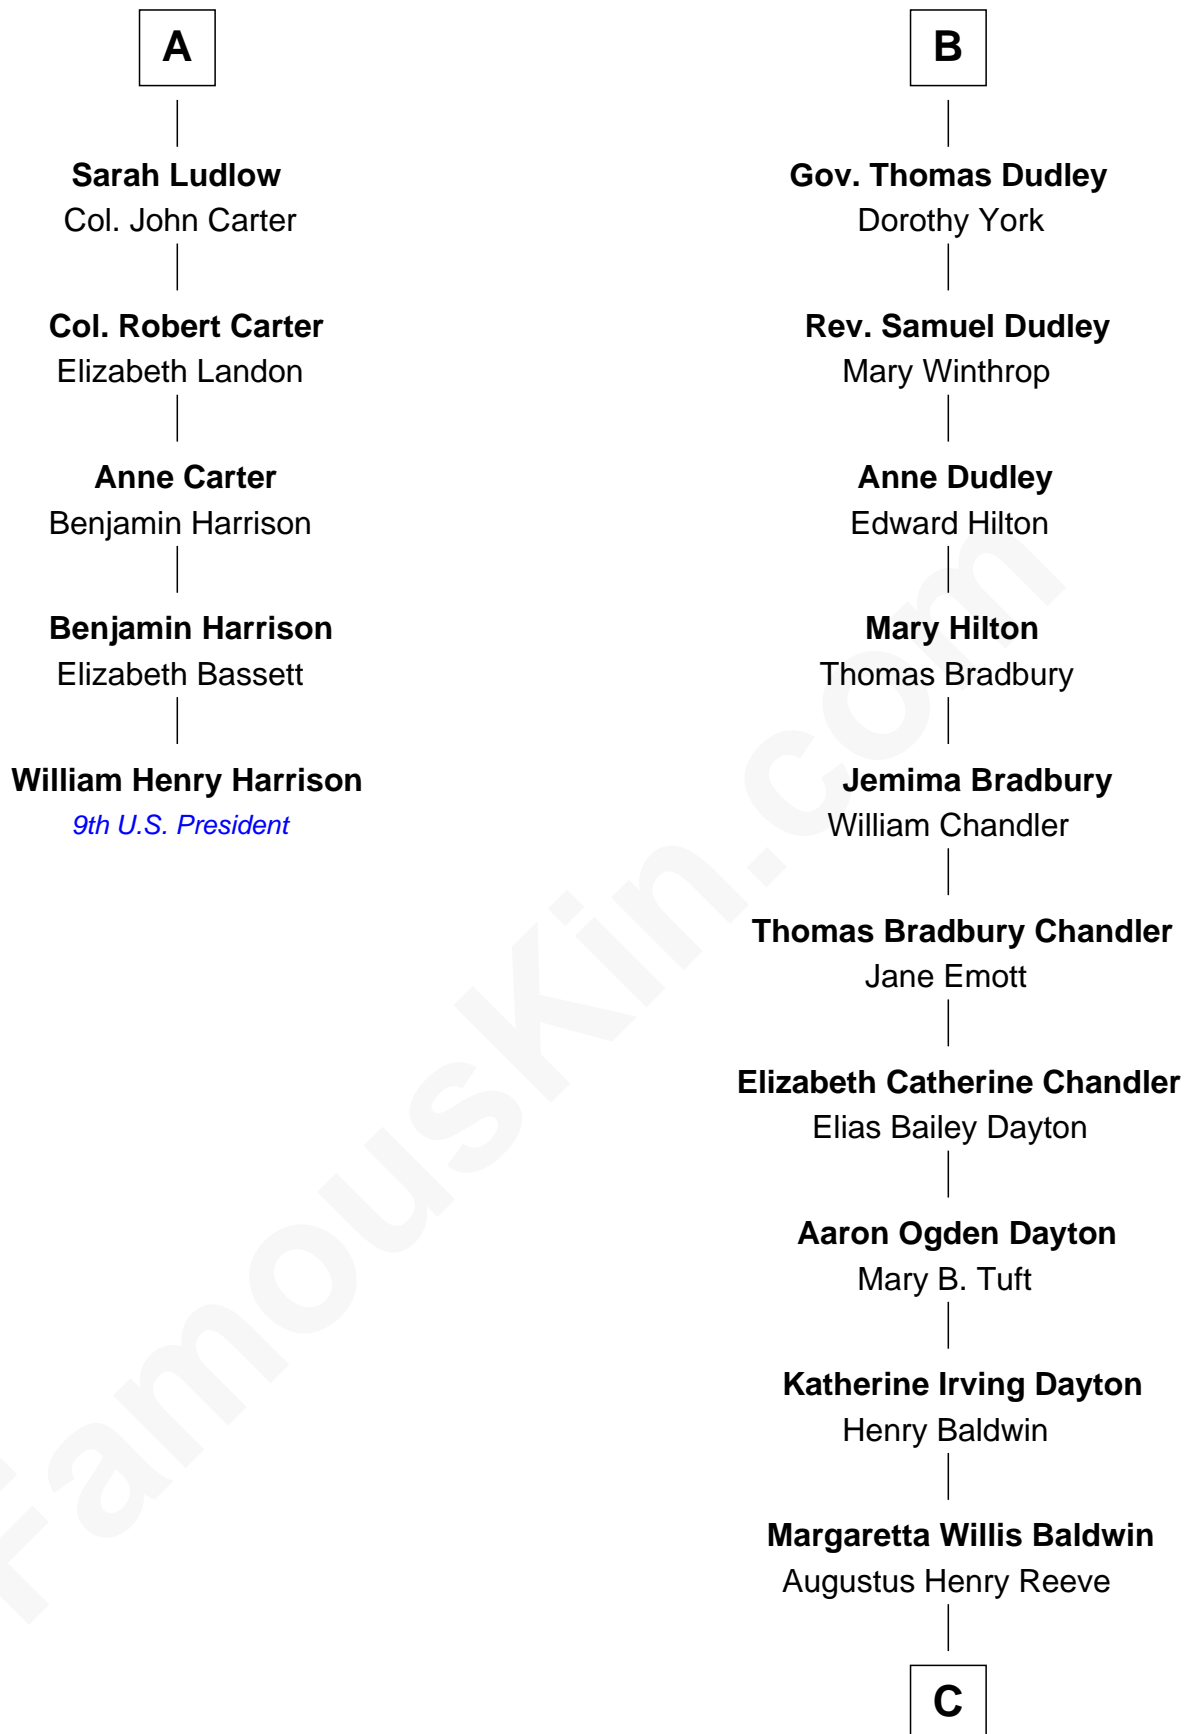 A
Sarah Ludlow
Col. John Carter
Col. Robert Carter
Elizabeth Landon
Anne Carter
Benjamin Harrison
Benjamin Harrison
Elizabeth Bassett
William Henry Harrison
9th U.S. President
B
Gov. Thomas Dudley
Dorothy York
Rev. Samuel Dudley
Mary Winthrop
Anne Dudley
Edward Hilton
Mary Hilton
Thomas Bradbury
Jemima Bradbury
William Chandler
Thomas Bradbury Chandler
Jane Emott
Elizabeth Catherine Chandler
Elias Bailey Dayton
Aaron Ogden Dayton
Mary B. Tuft
Katherine Irving Dayton
Henry Baldwin
Margaretta Willis Baldwin
Augustus Henry Reeve
C
FamousKin.com